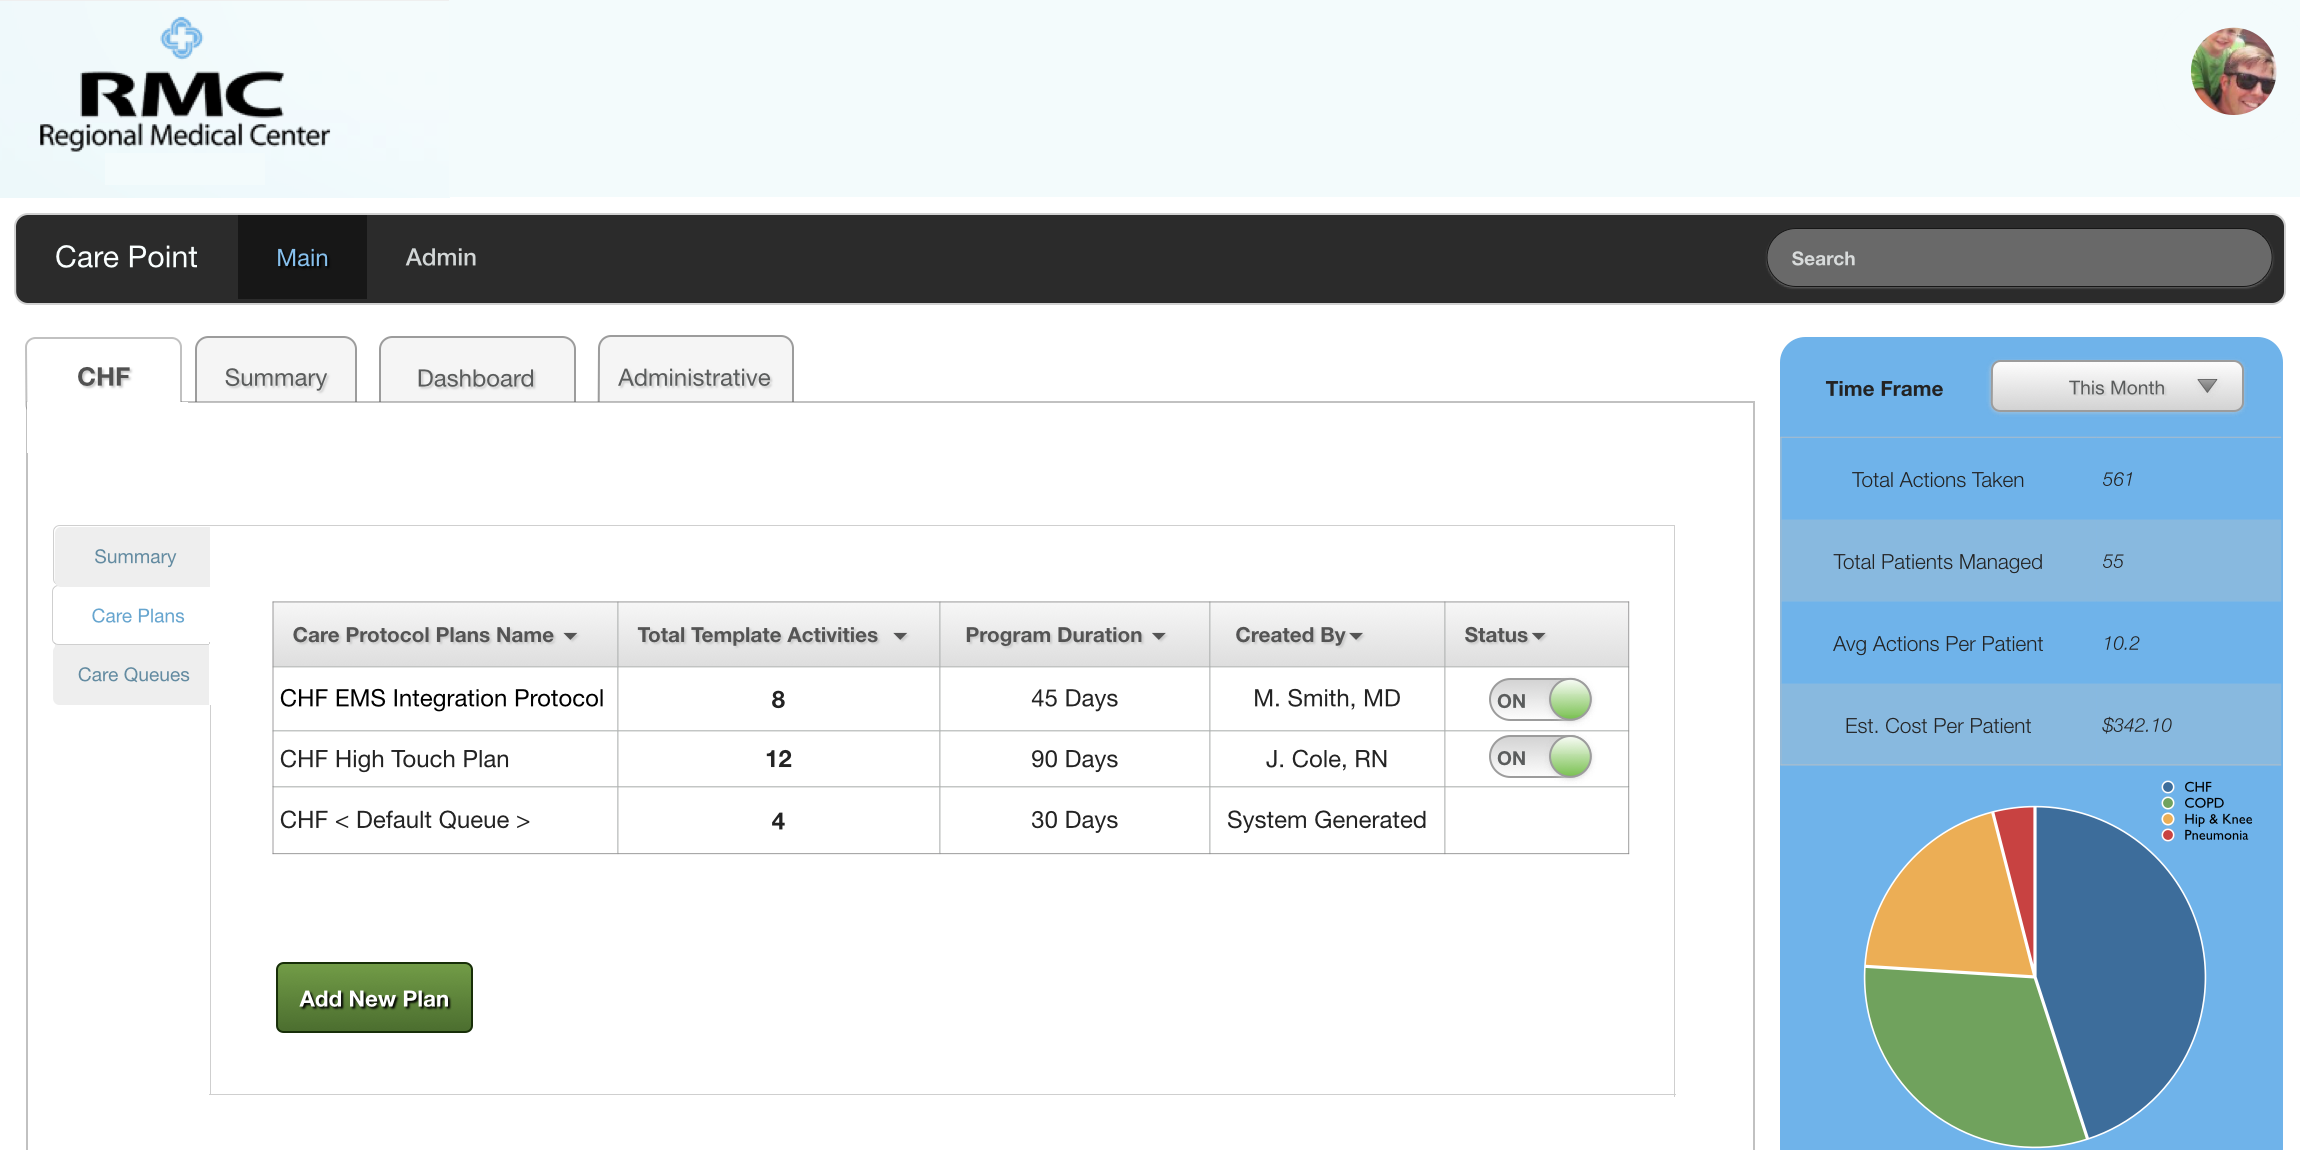 RMC
Regional Medical Center
Care Point Main Admin Search
CHF Summary Dashboard Administrative
Time Frame This Month
Total Actions Taken 561
Total Patients Managed 55
Avg Actions Per Patient 10.2
Est. Cost Per Patient $342.10
CHF
COPD
Hip & Knee
Pneumonia
Summary
Care Plans
Care Queues
Care Protocol Plans Name Total Template Activities Program Duration Created By Status
CHF EMS Integration Protocol 8 45 Days M. Smith, MD ON
CHF High Touch Plan 12 90 Days J. Cole, RN ON
CHF < Default Queue > 4 30 Days System Generated
Add New Plan